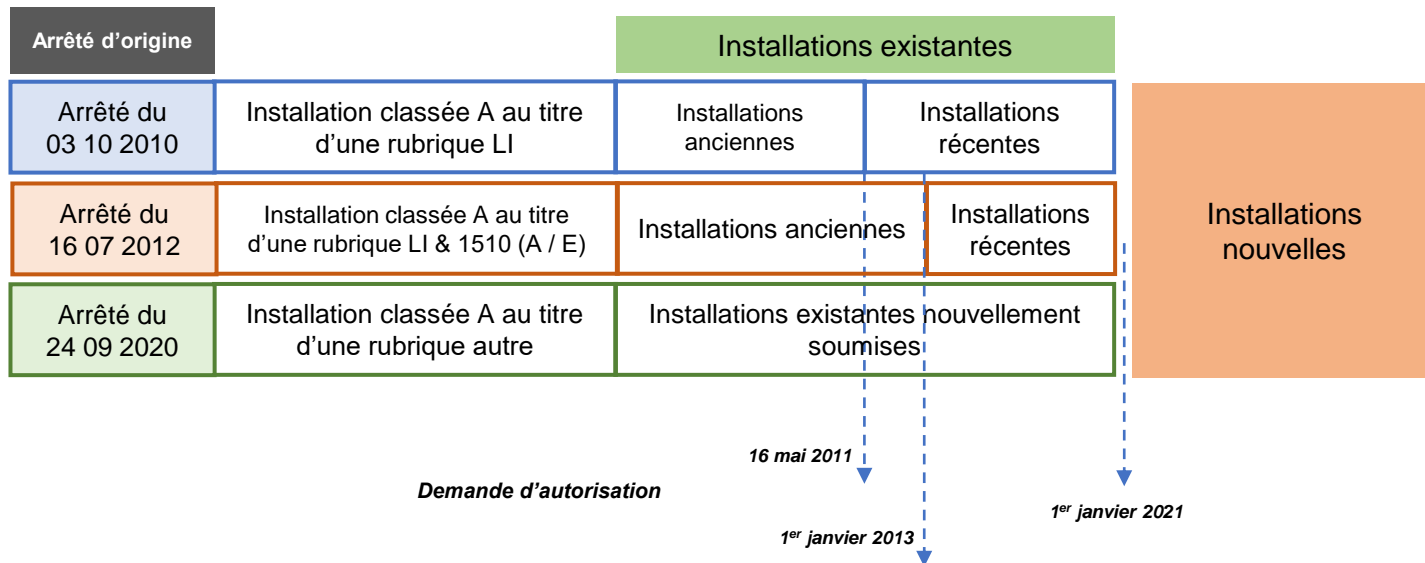 Arrêté d’origine
Installations existantes
Arrêté du
03 10 2010
Installation classée A au titre
d’une rubrique LI
Installations
anciennes
Installations
récentes
Arrêté du
16 07 2012
Installation classée A au titre
d’une rubrique LI & 1510 (A / E)
Installations anciennes
Installations
récentes
Installations
nouvelles
Arrêté du
24 09 2020
Installation classée A au titre
d’une rubrique autre
Installations existantes nouvellement
soumises
16 mai 2011
Demande d’autorisation
1er janvier 2021
1er janvier 2013